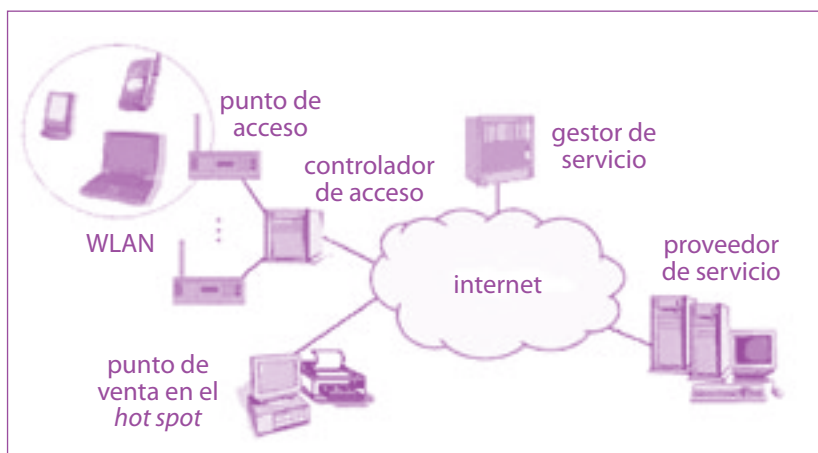 punto de
acceso
controlador
de acceso
gestor de
servicio
WLAN
internet
proveedor
de servicio
punto de
venta en el
hot spot